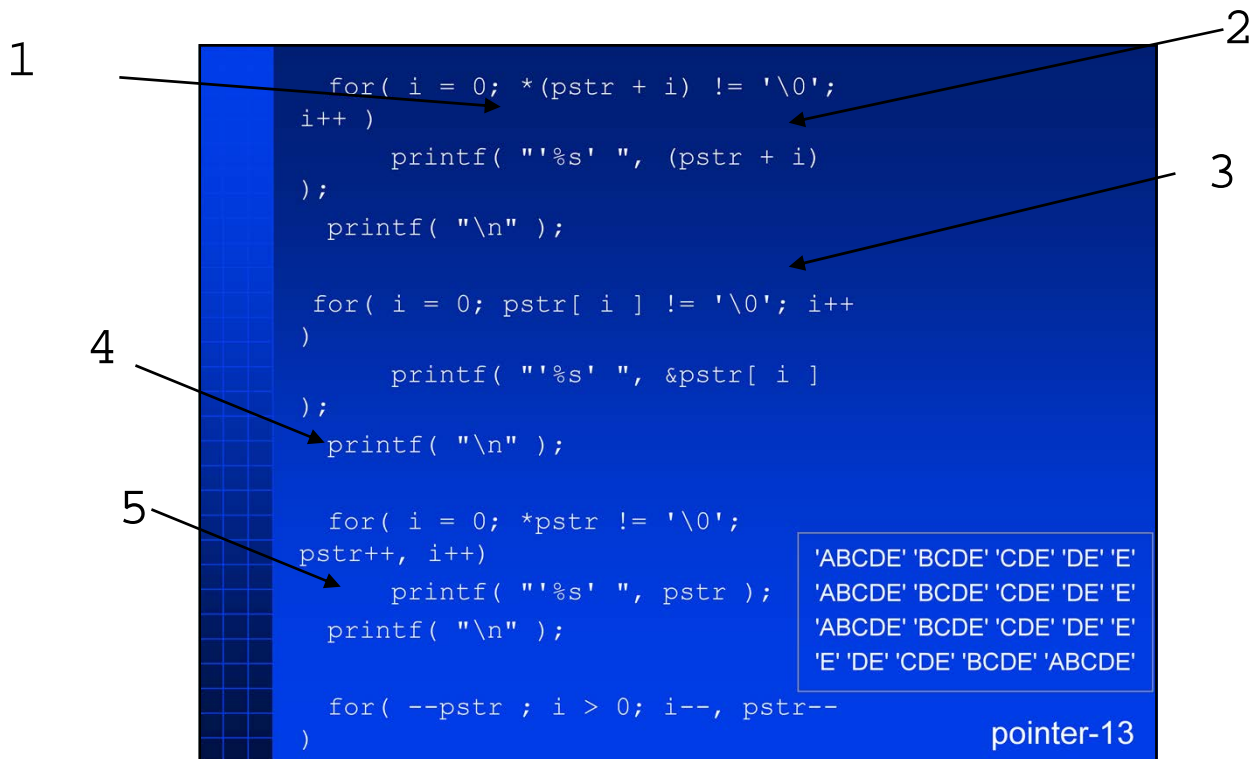 1
2
for( i = 0; *(pstr + i) != '\0';
i++ )
printf( "'%s' ", (pstr + i)
);
3
printf( "\n" );
for( i = 0; pstr[ i ] != '\0'; i++
)
4
printf( "'%s' ", &pstr[ i ]
);
printf( "\n" );
5
for( i = 0; *pstr != '\0';
pstr++, i++)
printf( "'%s' ", pstr );
printf( "\n" );
for( --pstr ; i > 0; i--, pstr--
)
'ABCDE' 'BCDE' 'CDE' 'DE' 'E'
'ABCDE' 'BCDE' 'CDE' 'DE' 'E'
'ABCDE' 'BCDE' 'CDE' 'DE' 'E'
'E' 'DE' 'CDE' 'BCDE' 'ABCDE'
pointer-13